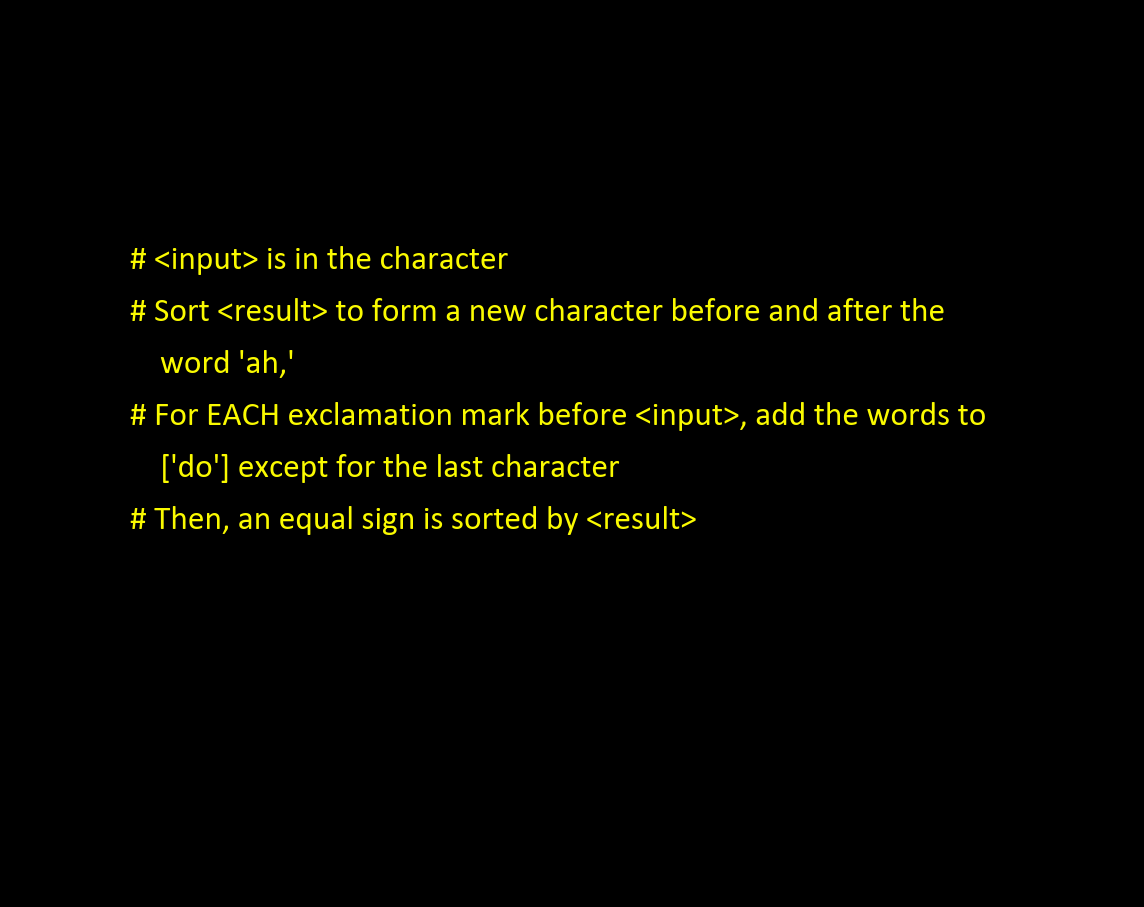 # <input> is in the character
# Sort <result> to form a new character before and after the
word 'ah,'
# For EACH exclamation mark before <input>, add the words to
['do'] except for the last character
# Then, an equal sign is sorted by <result>